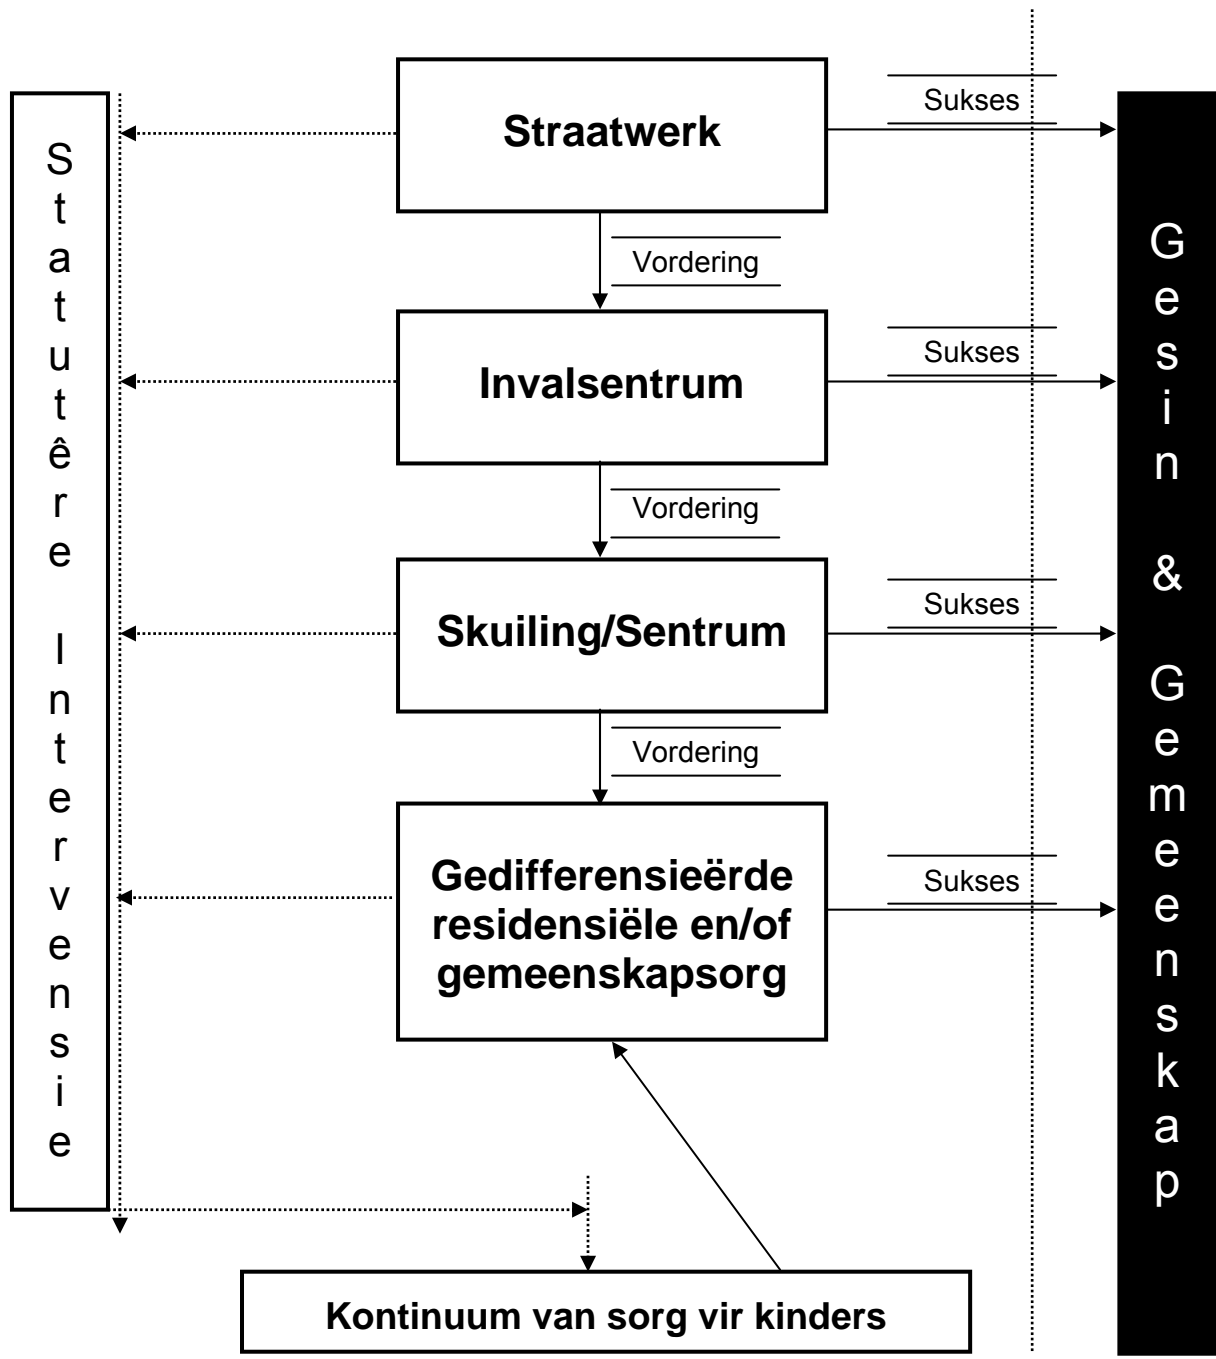 Statutêre Intervensie
Straatwerk
Sukses
Vordering
Invalsentrum
Sukses
Vordering
Skuiling/Sentrum
Sukses
Vordering
Gedifferensieërde
residensiële en/of
gemeenskapsorg
Sukses
Kontinuum van sorg vir kinders
Gesin & Gemeenskap